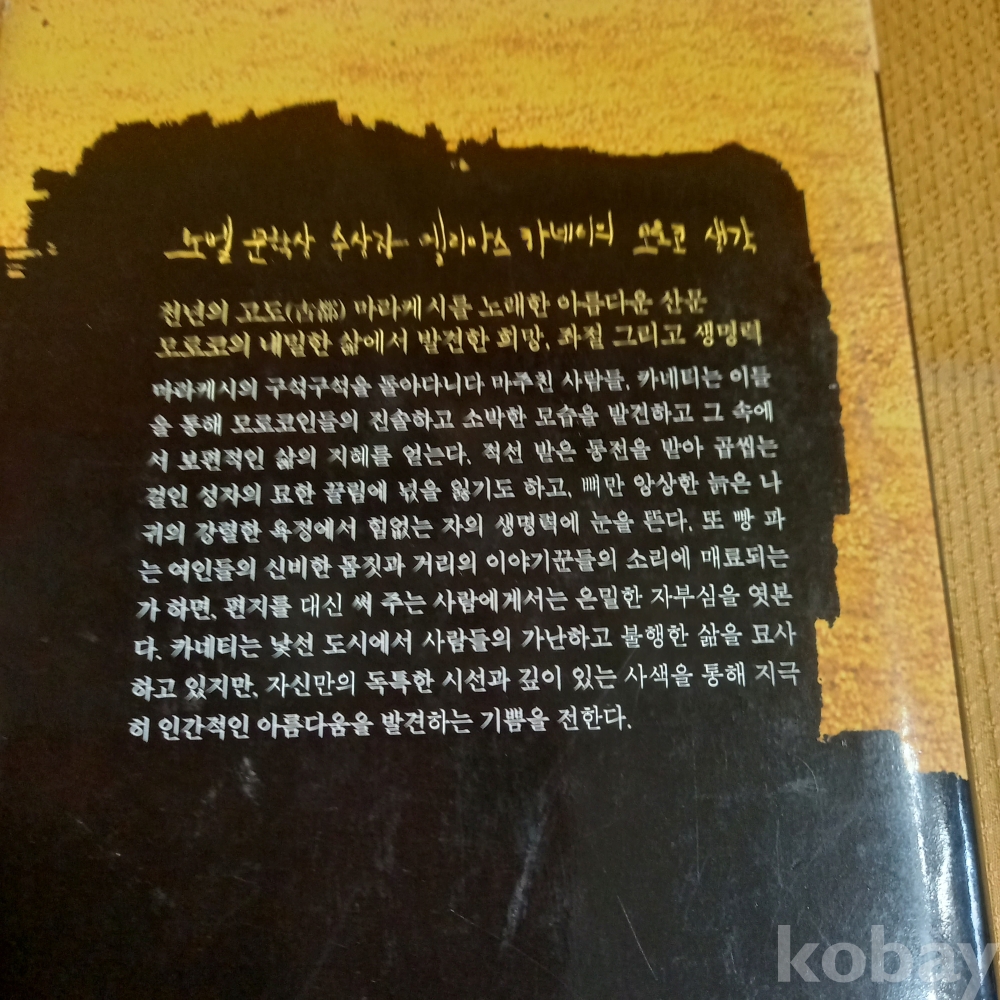 노벨 문학상 수상자 엘리아스 카네티의 모로코 생각
천년의 고도(古都) 마라케시를 노래한 아름다운 산문
모로코의 내밀한 삶에서 발견한 희망, 좌절 그리고 생명력
마라케시의 구석구석을 돌아다니다 마주친 사람들. 카네티는 이들
을 통해 모로코인들의 진솔하고 소박한 모습을 발견하고 그 속에
서 보편적인 삶의 지혜를 얻는다. 적선 받은 동전을 받아 곱씹는
걸인 성자의 묘한 끌림에 넋을 잃기도 하고, 뼈만 앙상한 늙은 나
귀의 강렬한 욕정에서 힘없는 자의 생명력에 눈을 뜬다. 또 빵 파
는 여인들의 신비한 몸짓과 거리의 이야기꾼들의 소리에 매료되는
가 하면, 편지를 대신 써 주는 사람에게서는 은밀한 자부심을 엿본
다. 카네티는 낯선 도시에서 사람들의 가난하고 불행한 삶을 묘사
하고 있지만, 자신만의 독특한 시선과 깊이 있는 사색을 통해 지극
히 인간적인 아름다움을 발견하는 기쁨을 전한다.
kobay